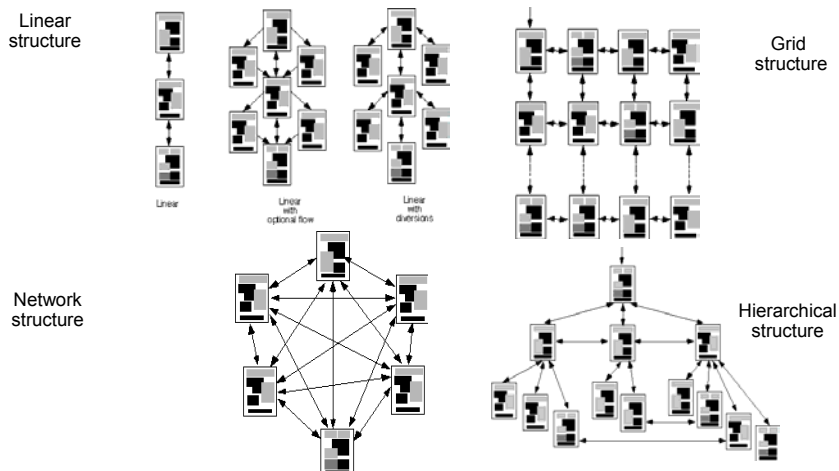 Linear
structure
Grid
structure
Linear
Linear
with
optional flow
Linear
with
diversions
Network
structure
Hierarchical
structure